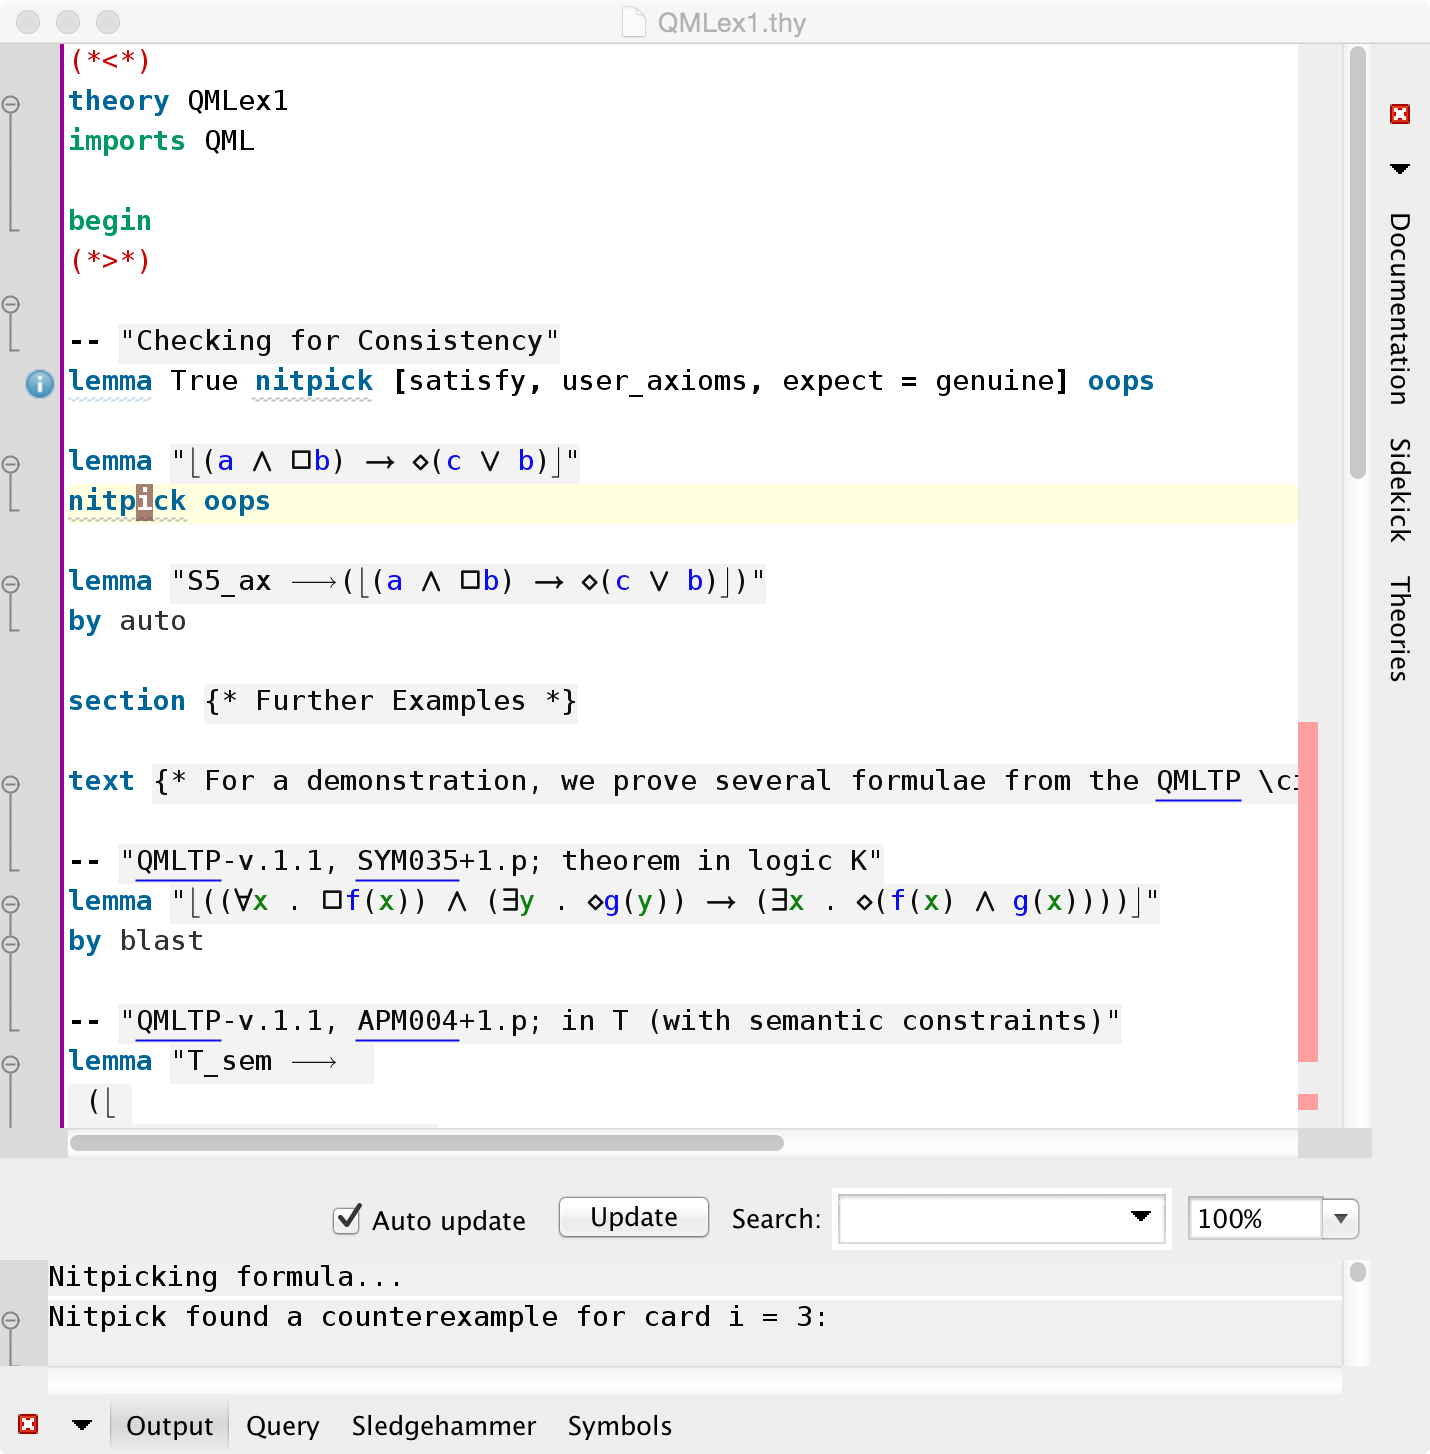 QMLex1.thy
(*<*)
theory QMLex1
imports QML
begin
(*>*)
-- "Checking for Consistency"
lemma True nitpick [satisfy, user_axioms, expect = genuine] oops
lemma "⌊(a ∧ □b) → ⋄(c ∨ b)⌋"
nitpick oops
lemma "S5_ax ⟶(⌊(a ∧ □b) → ⋄(c ∨ b)⌋)"
by auto
section {* Further Examples *}
text {* For a demonstration, we prove several formulae from the QMLTP \ci
-- "QMLTP-v.1.1, SYM035+1.p; theorem in logic K"
lemma "⌊((∀x . □f(x)) ∧ (∃y . ⋄g(y)) → (∃x . ⋄(f(x) ∧ g(x))))⌋"
by blast
-- "QMLTP-v.1.1, APM004+1.p; in T (with semantic constraints)"
lemma "T_sem ⟶
(⌊
Documentation
Sidekick
Theories
Auto update Update Search: 100%
Nitpicking formula...
Nitpick found a counterexample for card i = 3:
Output Query Sledgehammer Symbols